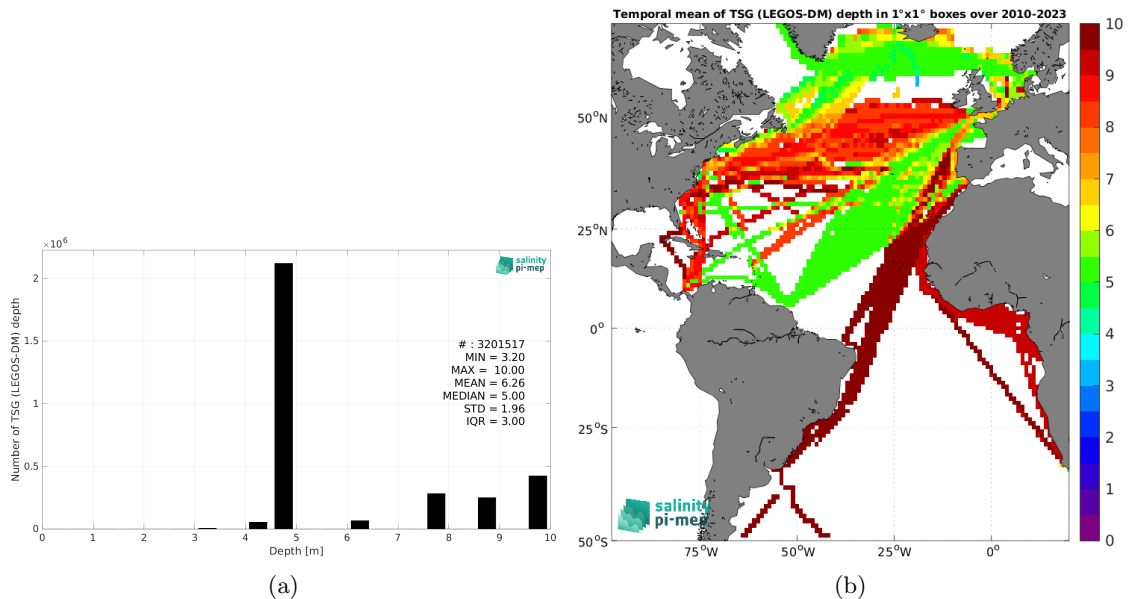 ×10⁶
2
1.5
1
0.5
0
Number of TSG (LEGOS-DM) depth
salinity
pi-mep
# : 3201517
MIN = 3.20
MAX = 10.00
MEAN = 6.26
MEDIAN = 5.00
STD = 1.96
IQR = 3.00
0 1 2 3 4 5 6 7 8 9 10
Depth [m]
(a)
Temporal mean of TSG (LEGOS-DM) depth in 1°x1° boxes over 2010-2023
50°N
25°N
0°
25°S
50°S
75°W 50°W 25°W 0°
salinity
pi-mep
10
9
8
7
6
5
4
3
2
1
0
(b)